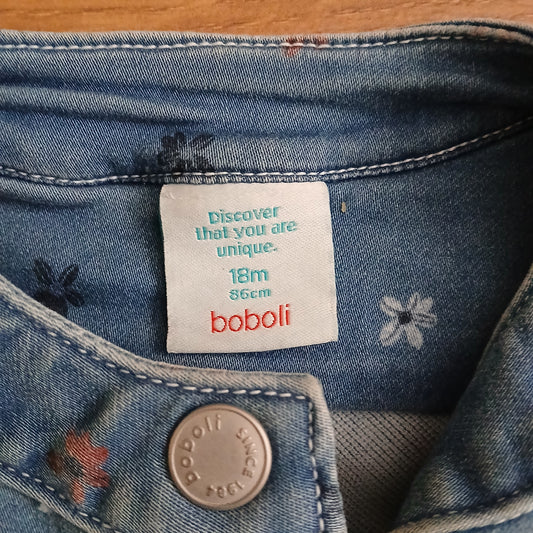 Discover
that you are
unique.
18m
86cm
boboli
boboli
SINCE 1984